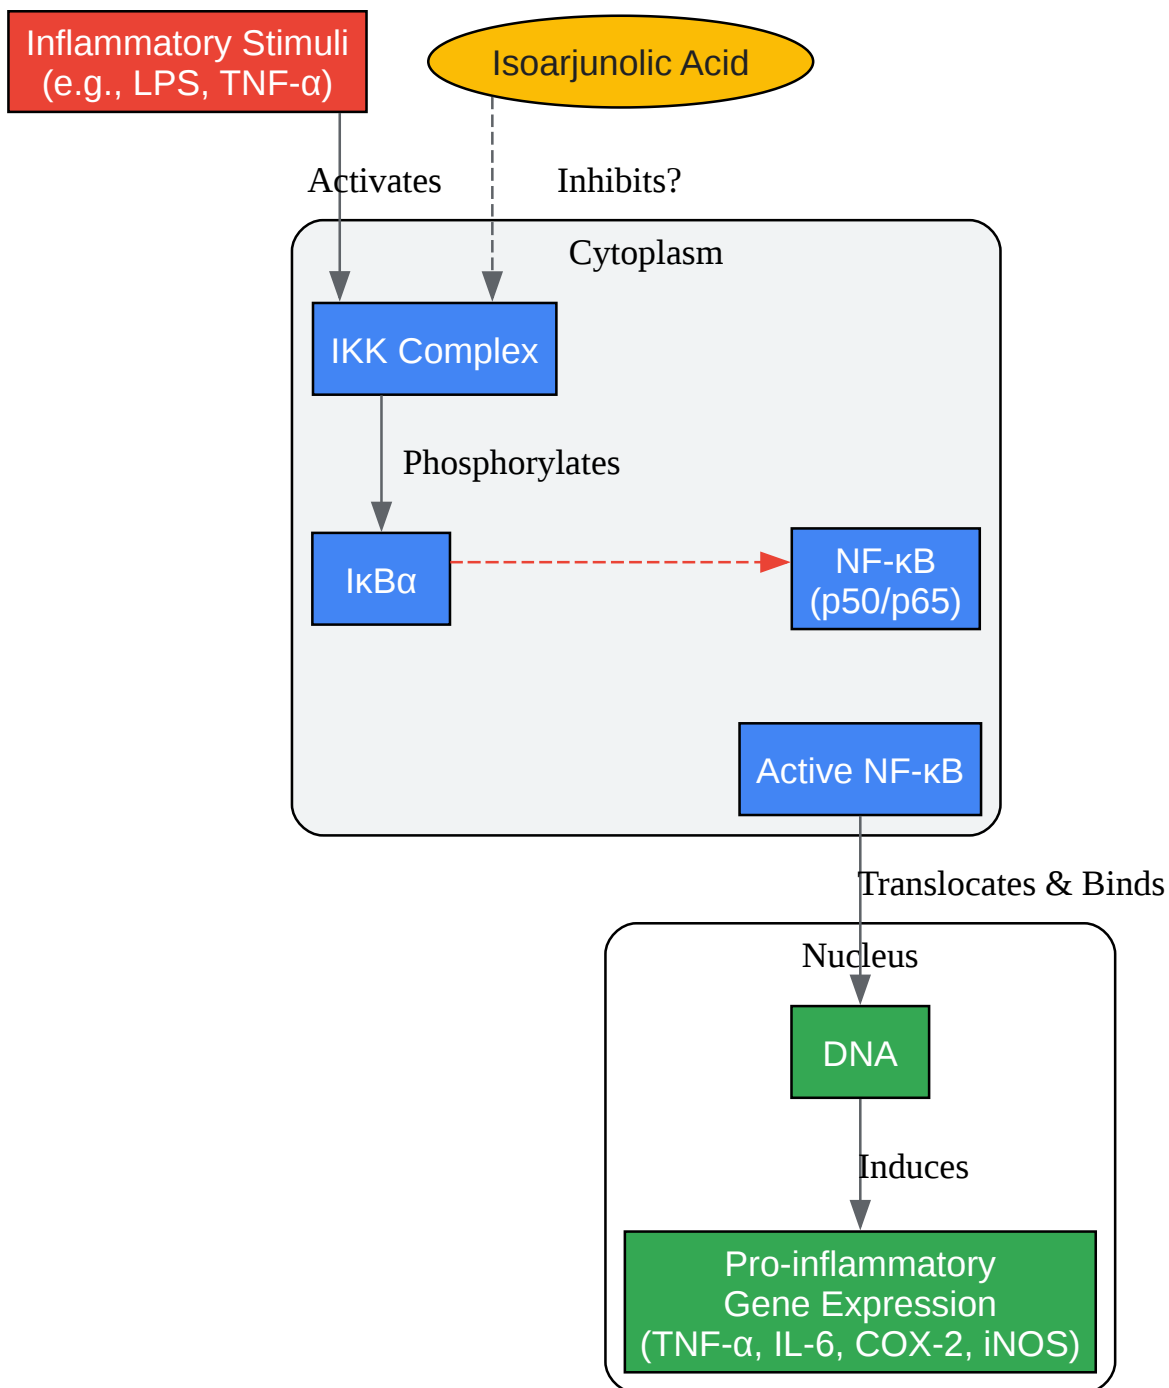 Inflammatory Stimuli
(e.g., LPS, TNF-α)
Isoarjunolic Acid
Activates
Inhibits?
Cytoplasm
IKK Complex
Phosphorylates
IκBα
NF-κB
(p50/p65)
Active NF-κB
Translocates & Binds
Nucleus
DNA
Induces
Pro-inflammatory
Gene Expression
(TNF-α, IL-6, COX-2, iNOS)